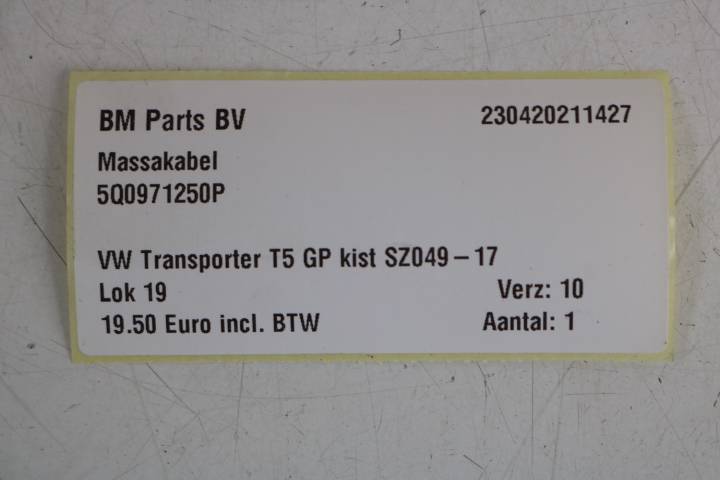 BM Parts BV 230420211427
Massakabel
5Q0971250P
VW Transporter T5 GP kist SZ049-17
Lok 19 Verz: 10
19.50 Euro incl. BTW Aantal: 1